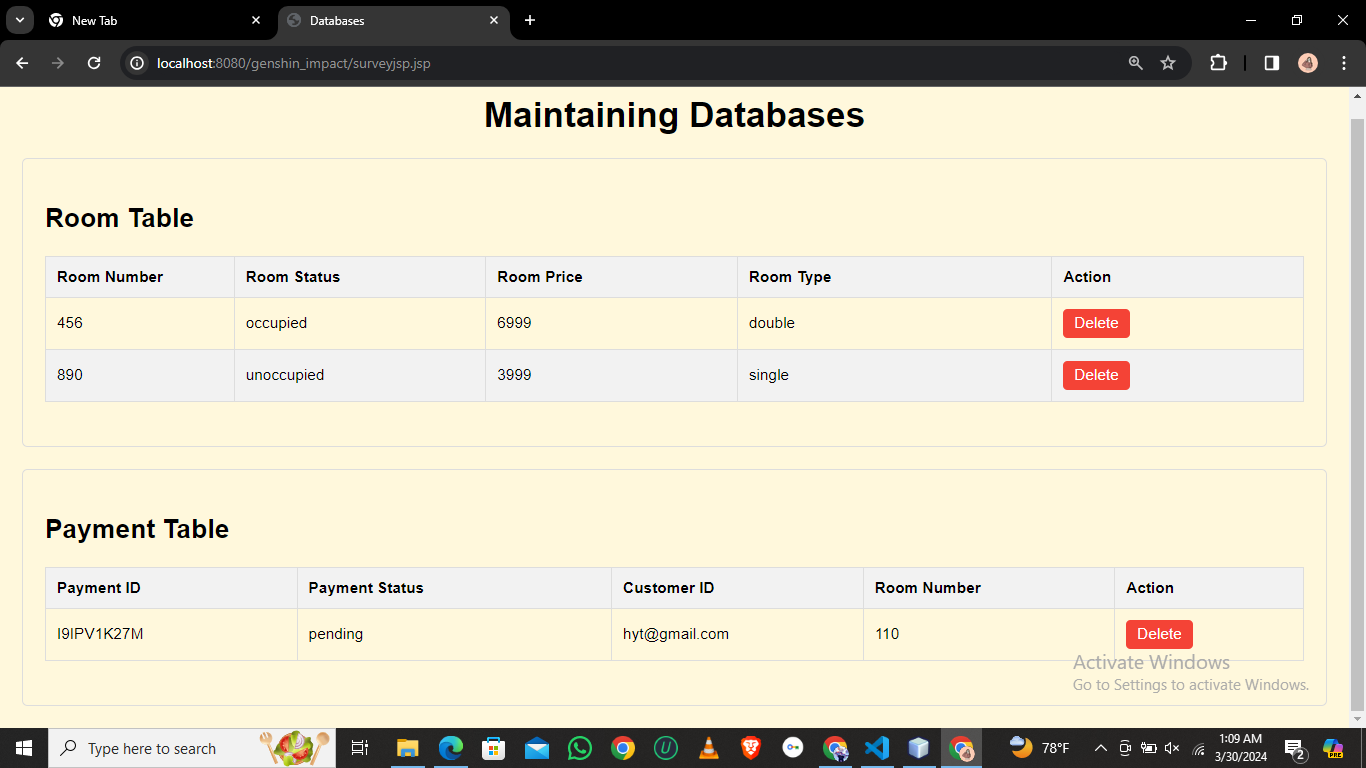 New Tab
Databases
localhost:8080/genshin_impact/surveyjsp.jsp
Maintaining Databases
Room Table
Room Number Room Status Room Price Room Type Action
456 occupied 6999 double Delete
890 unoccupied 3999 single Delete
Payment Table
Payment ID Payment Status Customer ID Room Number Action
I9IPV1K27M pending hyt@gmail.com 110 Delete
Activate Windows
Go to Settings to activate Windows.
Type here to search
78°F
1:09 AM
3/30/2024
2
PRE